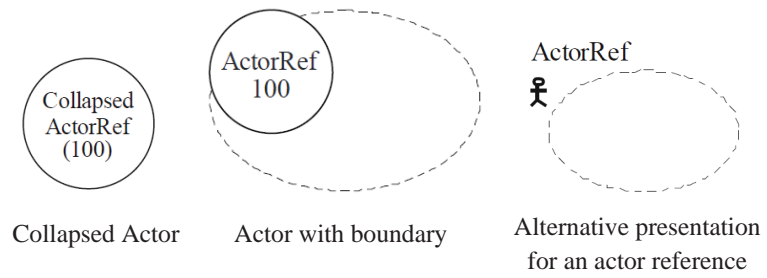 Collapsed
ActorRef
(100)
ActorRef
100
ActorRef
Collapsed Actor
Actor with boundary
Alternative presentation
for an actor reference